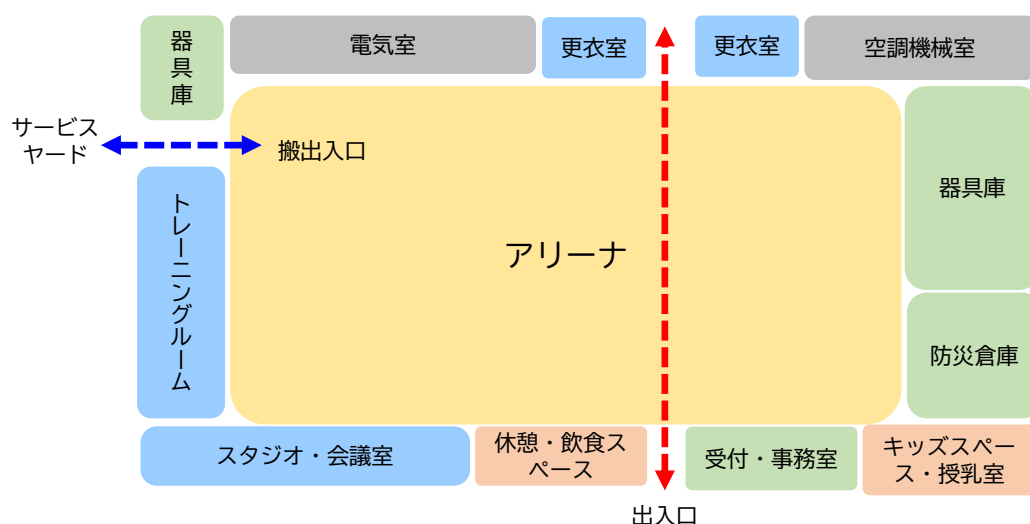 器
具
庫
電気室
更衣室
更衣室
空調機械室
サービス
ヤード
搬出入口
器具庫
トレーニングルーム
アリーナ
防災倉庫
スタジオ・会議室
休憩・飲食ス
ペース
受付・事務室
キッズスペー
ス・授乳室
出入口